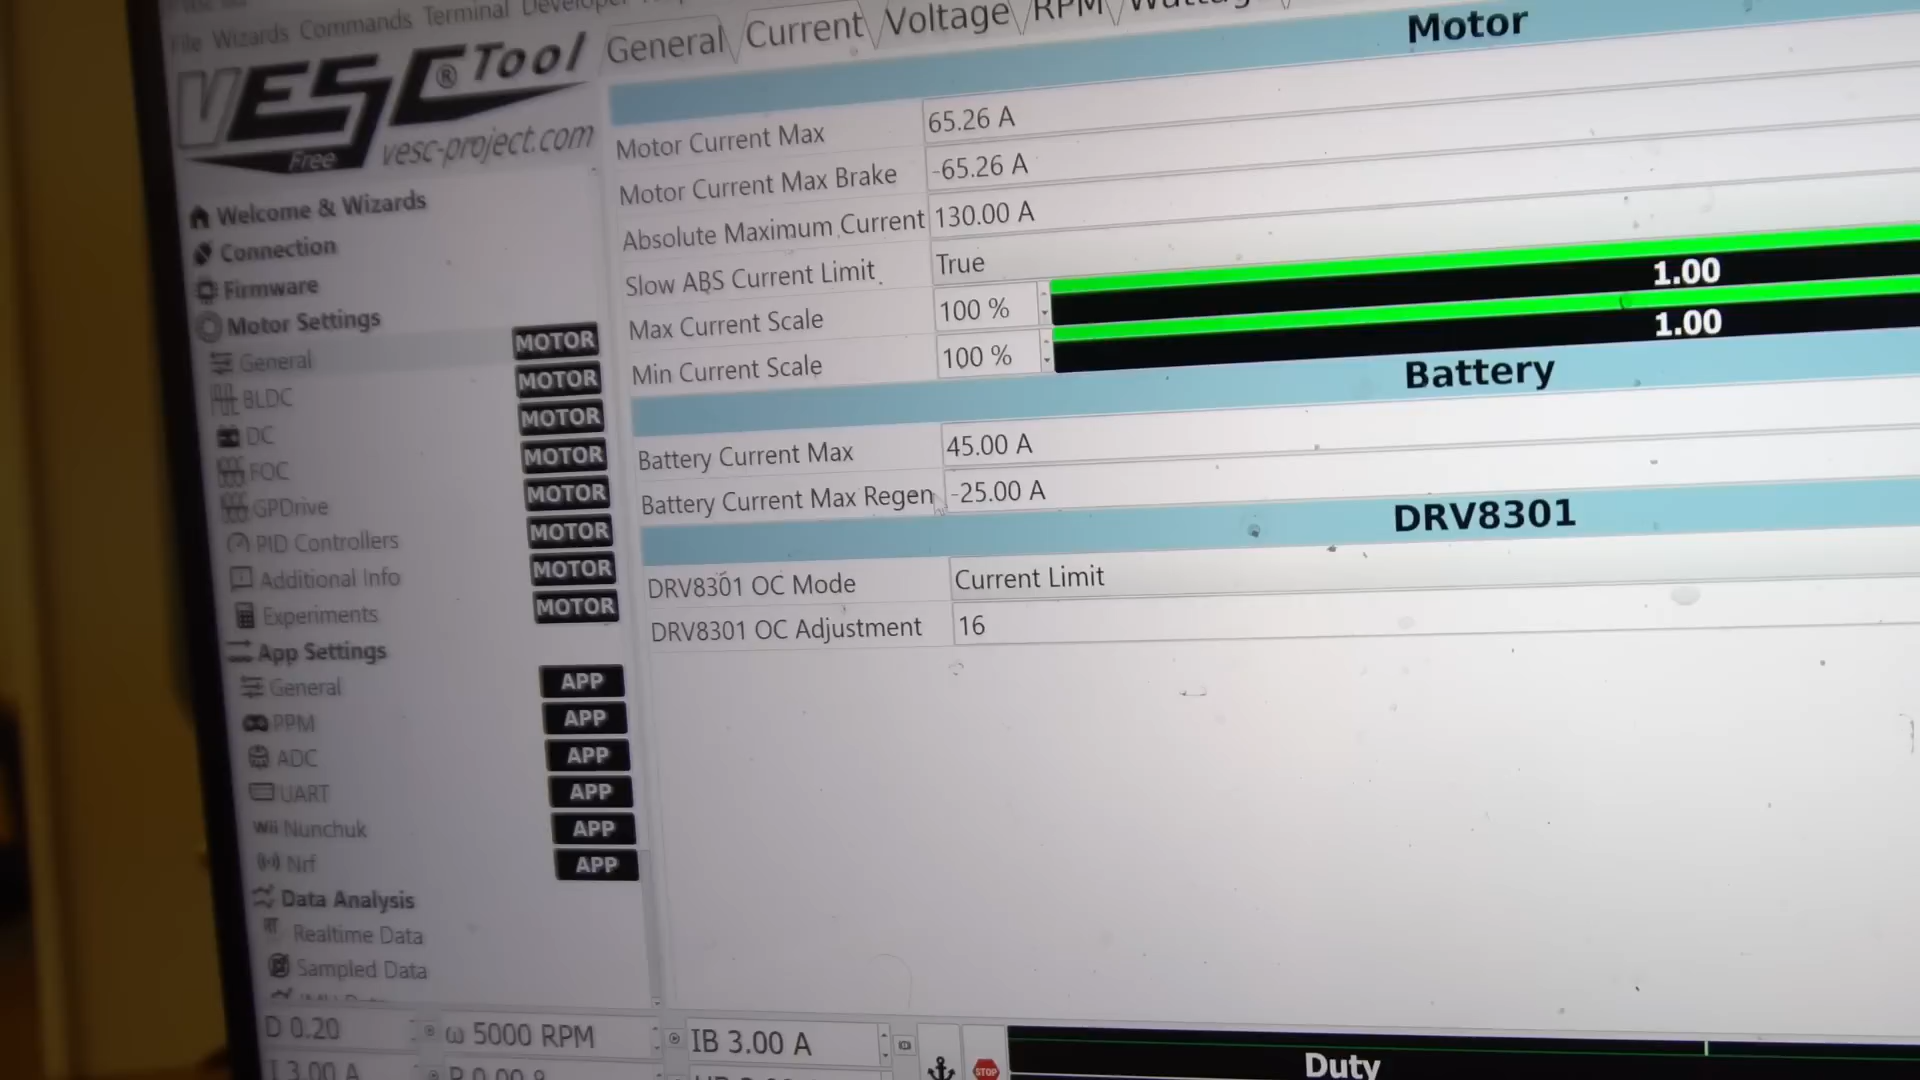 File Wizards Commands Terminal
VESC® Tool
Free vesc-project.com
Welcome & Wizards
Connection
Firmware
Motor Settings
General MOTOR
BLDC MOTOR
DC MOTOR
FOC MOTOR
GPDrive MOTOR
PID Controllers MOTOR
Additional Info MOTOR
Experiments MOTOR
App Settings
General APP
PPM APP
ADC APP
UART APP
Wii Nunchuk APP
Nrf APP
Data Analysis
Realtime Data
Sampled Data
General Current Voltage RPM
Motor
Motor Current Max 65.26 A
Motor Current Max Brake -65.26 A
Absolute Maximum Current 130.00 A
Slow ABS Current Limit True
Max Current Scale 100 % 1.00
Min Current Scale 100 % 1.00
Battery
Battery Current Max 45.00 A
Battery Current Max Regen -25.00 A
DRV8301
DRV8301 OC Mode Current Limit
DRV8301 OC Adjustment 16
D 0.20 ω 5000 RPM IB 3.00 A
STOP
Duty
I 3.00 A